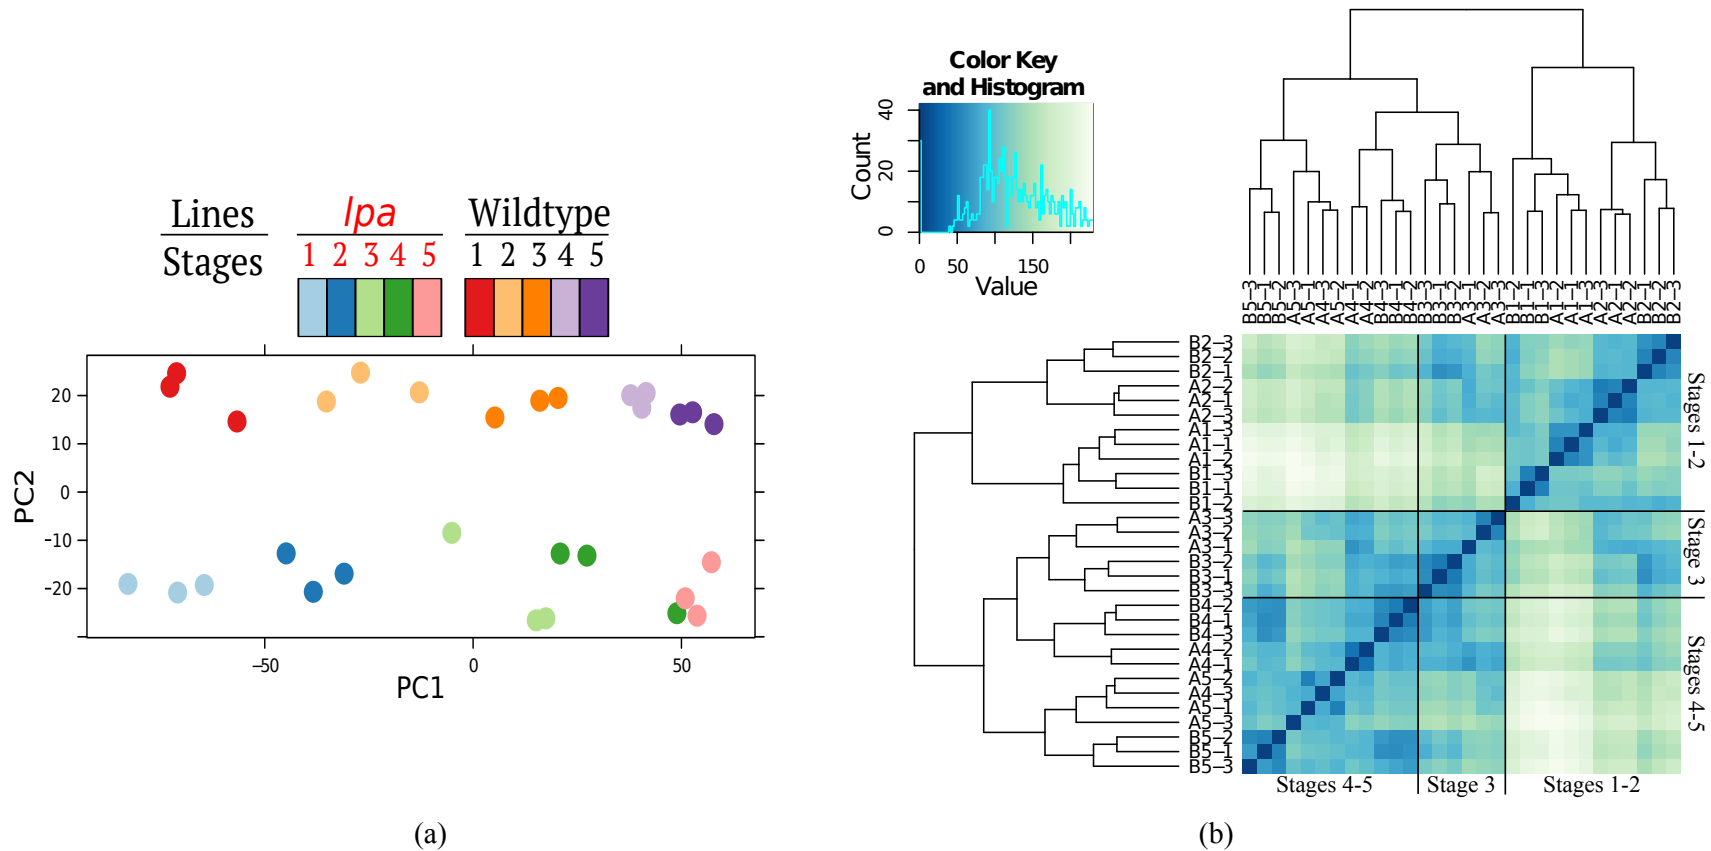 Lines lpa Wildtype
Stages 1 2 3 4 5 1 2 3 4 5
20
10
0
-10
-20
PC2
-50 0 50
PC1
(a)
Color Key
and Histogram
Count
0 20 40
0 50 150
Value
B5-3 B5-1 B5-2 A5-3 A5-1 A4-3 A5-2 A4-1 A4-2 B4-3 B4-1 B4-2 B3-3 B3-1 B3-2 A3-1 A3-2 A3-3 B1-2 B1-1 B1-3 A1-2 A1-1 A1-3 A2-3 A2-1 A2-2 B2-1 B2-2 B2-3
B2-3
B2-2
B2-1
A2-2
A2-1
A2-3
A1-3
A1-1
A1-2
B1-3
B1-1
B1-2
A3-3
A3-2
A3-1
B3-2
B3-1
B3-3
B4-2
B4-1
B4-3
A4-2
A4-1
A5-2
A4-3
A5-1
A5-3
B5-2
B5-1
B5-3
Stages 1-2
Stage 3
Stages 4-5
Stages 4-5 Stage 3 Stages 1-2
(b)